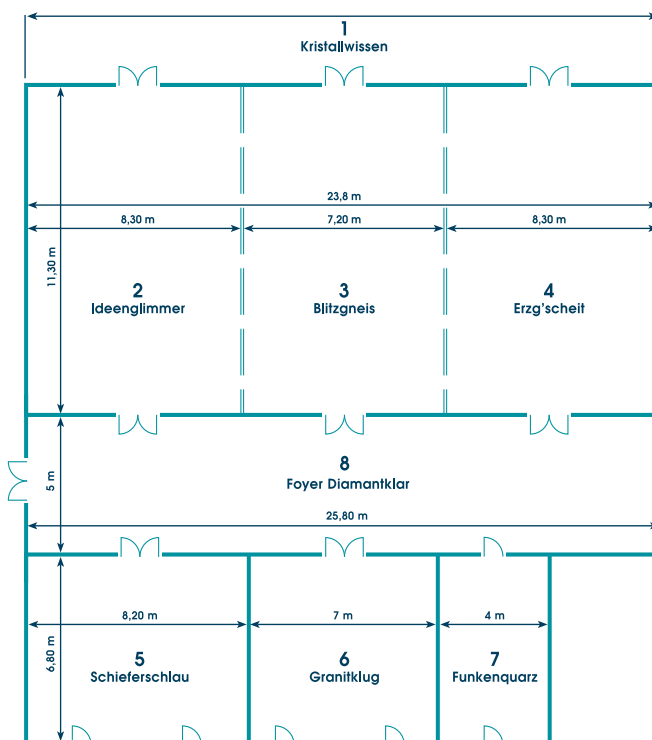 1
Kristallwissen
23,8 m
8,30 m
7,20 m
8,30 m
11,30 m
2
Ideenglimmer
3
Blitzgneis
4
Erzg'scheit
8
Foyer Diamantklar
5 m
25,80 m
8,20 m
7 m
4 m
6,80 m
5
Schieferschlau
6
Granitklug
7
Funkenquarz